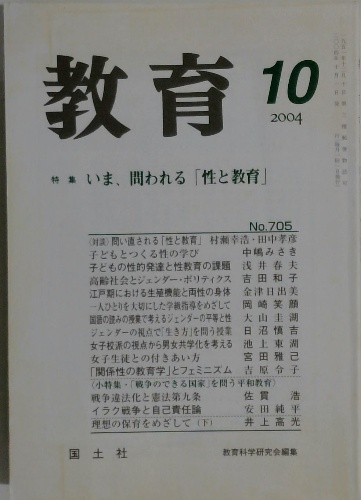 教育 10
2004
特集 いま、問われる「性と教育」
No.705
〈対談〉問い直される「性と教育」 村瀬幸浩・田中孝彦
子どもとつくる性の学び 中嶋みさき
子どもの性的発達と性教育の課題 浅井春夫
高齢社会とジェンダー・ポリティクス 吉田和子
江戸期における生殖機能と両性の身体 金津日出美
一人ひとりを大切にした学級指導をめざして 岡崎笑顔
国語の読みの授業で考えるジェンダーの平等と性 大山圭湖
ジェンダーの視点で「生き方」を問う授業 日沼慎吉
女子校派の視点から男女共学化を考える 池上東湖
女子生徒との付きあい方 宮田雅己
「関係性の教育学」とフェミニズム 吉原令子
〈小特集・「戦争のできる国家」を問う平和教育〉
戦争違法化と憲法第九条 佐貫浩
イラク戦争と自己責任論 安田純平
理想の保育をめざして（下） 井上高光
国土社 教育科学研究会編集